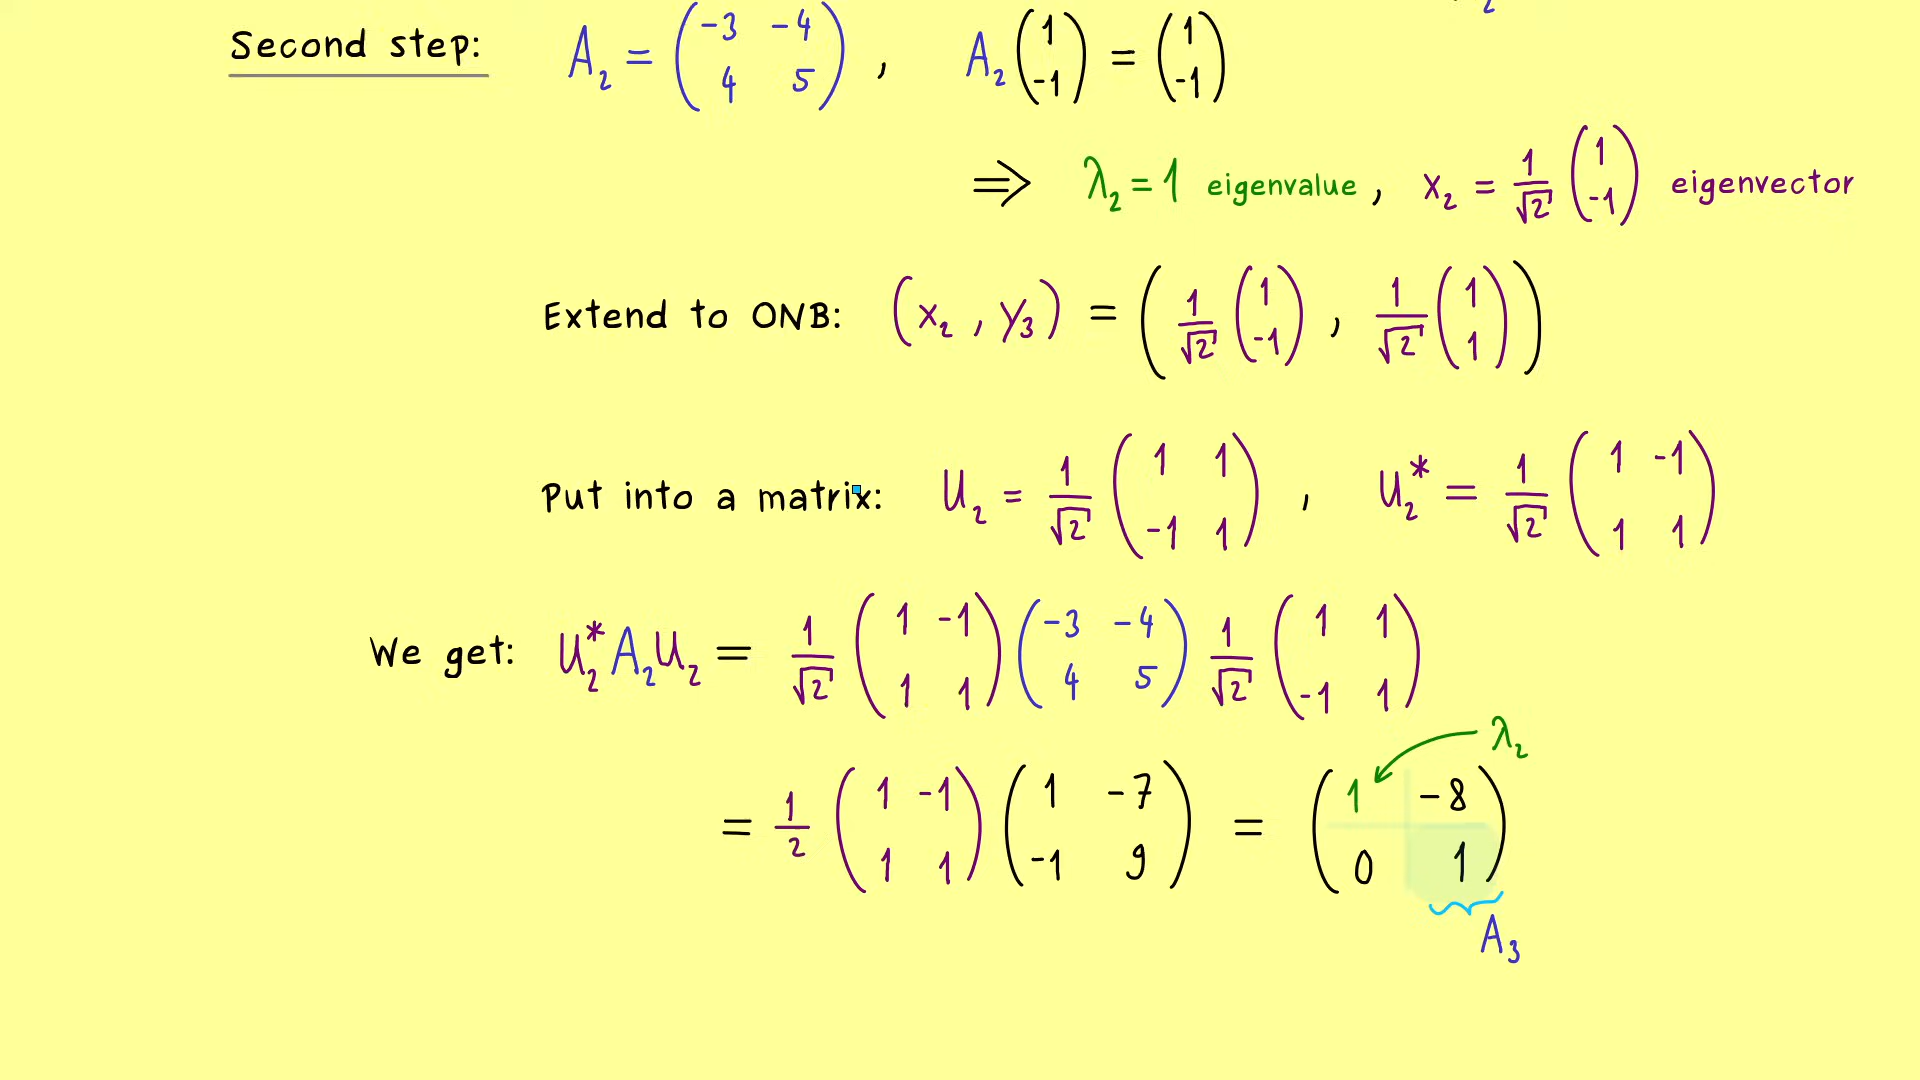 Second step: A₂ = (-3 -4; 4 5), A₂(1; -1) = (1; -1)
⇒ λ₂ = 1 eigenvalue, x₂ = 1/√2 (1; -1) eigenvector
Extend to ONB: (x₂, y₃) = (1/√2 (1; -1), 1/√2 (1; 1))
Put into a matrix: U₂ = 1/√2 (1 1; -1 1), U₂* = 1/√2 (1 -1; 1 1)
We get: U₂* A₂ U₂ = 1/√2 (1 -1; 1 1) (-3 -4; 4 5) 1/√2 (1 1; -1 1)
λ₂
= 1/2 (1 -1; 1 1) (1 -7; -1 9) = (1 -8; 0 1)
A₃